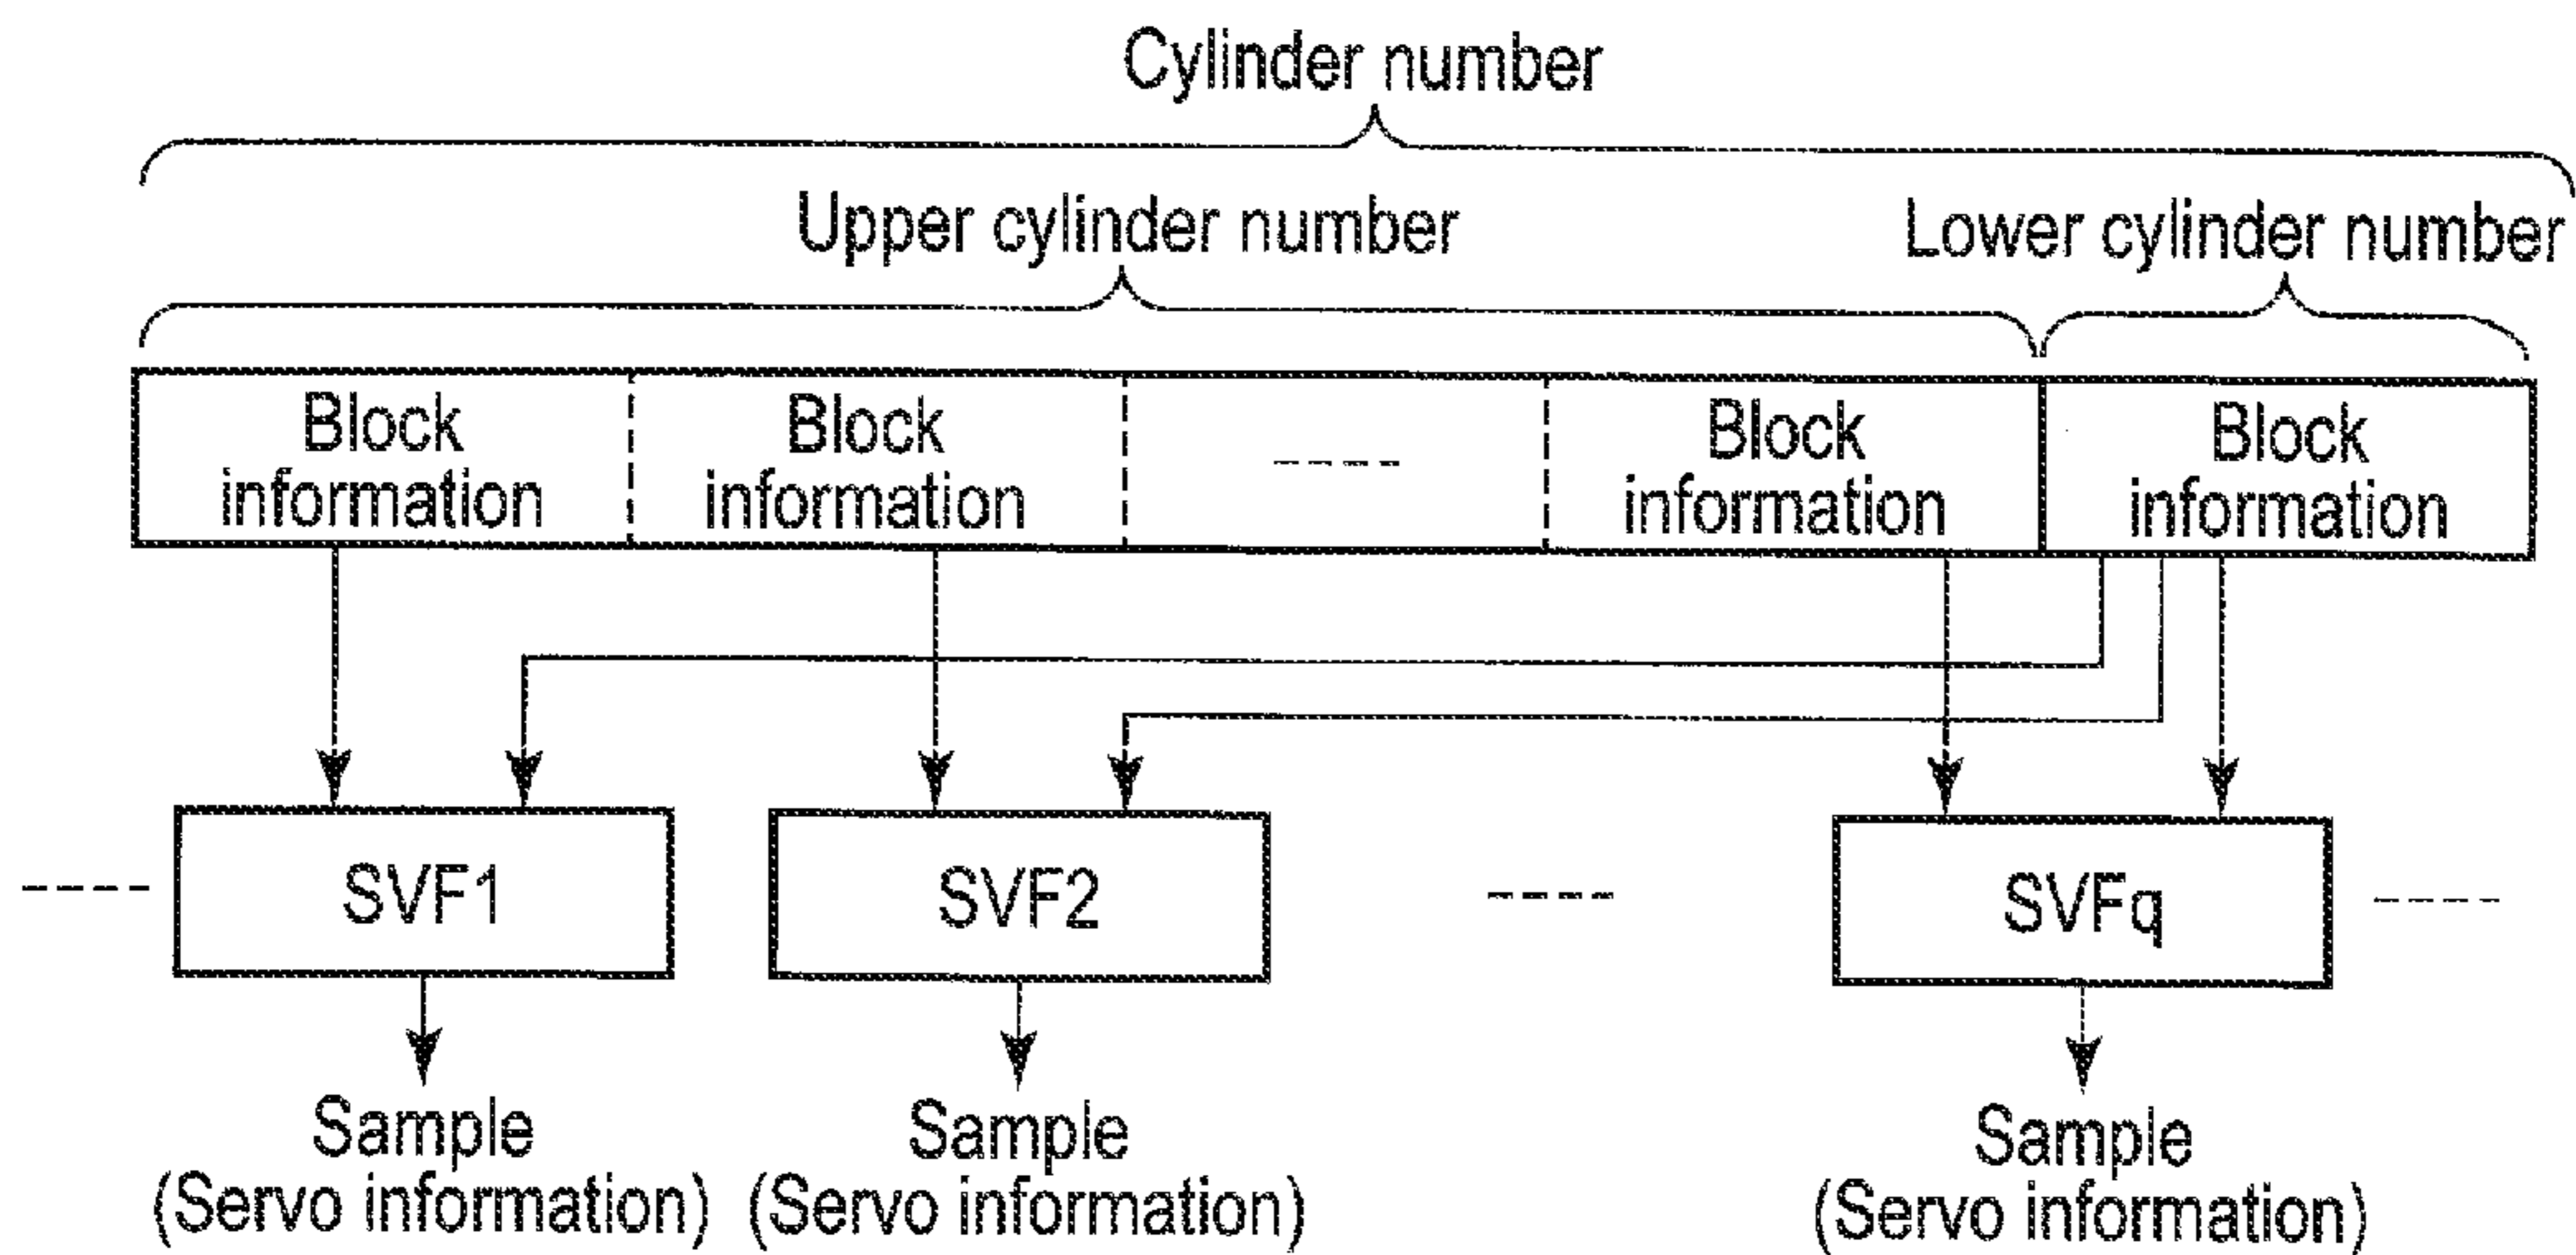 Cylinder number
Upper cylinder number
Lower cylinder number
Block
information
Block
information
Block
information
Block
information
SVF1
SVF2
SVFq
Sample
(Servo information)
Sample
(Servo information)
Sample
(Servo information)